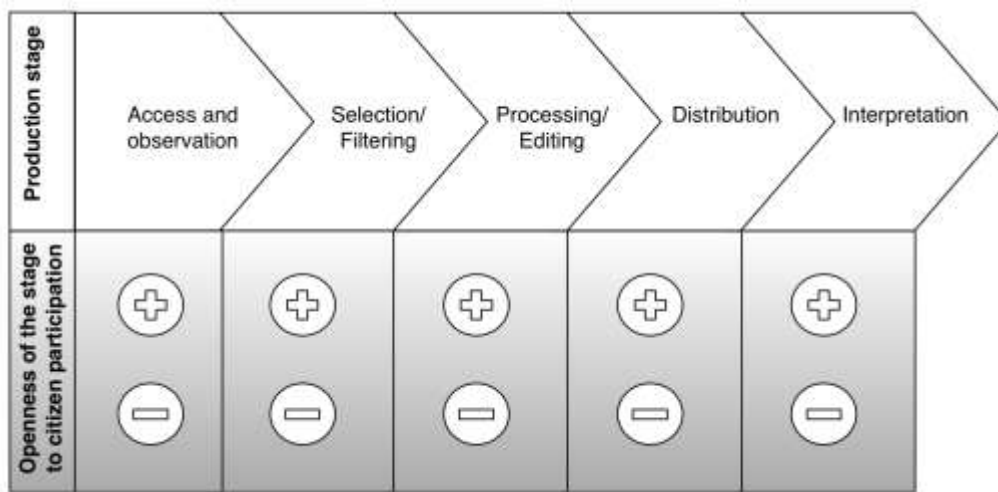 Production stage
Access and
observation
Selection/
Filtering
Processing/
Editing
Distribution
Interpretation
Openness of the stage
to citizen participation